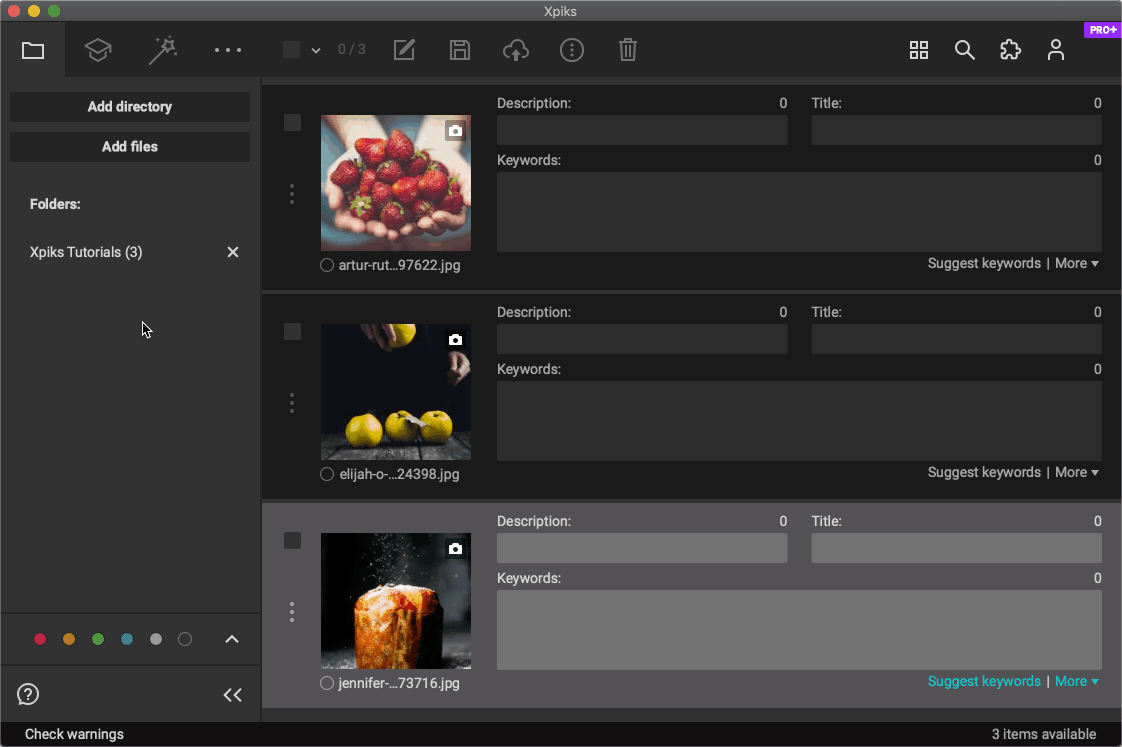 Xpiks
PRO+
0 / 3
Add directory
Add files
Folders:
Xpiks Tutorials (3)
Description: 0 Title: 0
Keywords: 0
artur-rut...97622.jpg
Suggest keywords | More
Description: 0 Title: 0
Keywords: 0
elijah-o-...24398.jpg
Suggest keywords | More
Description: 0 Title: 0
Keywords: 0
jennifer-...73716.jpg
Suggest keywords | More
Check warnings
3 items available